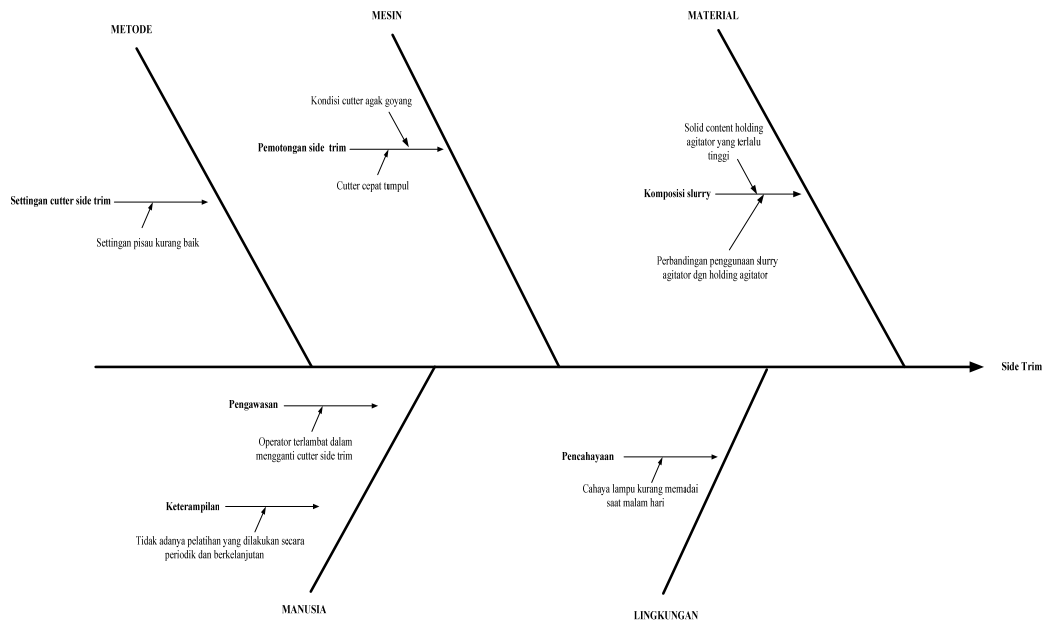 METODE
MESIN
MATERIAL
Kondisi cutter agak goyang
Pemotongan side trim
Cutter cepat tumpul
Solid content holding
agitator yang terlalu
tinggi
Komposisi slurry
Perbandingan penggunaan slurry
agitator dgn holding agitator
Settingan cutter side trim
Settingan pisau kurang baik
Side Trim
Pengawasan
Operator terlambat dalam
mengganti cutter side trim
Keterampilan
Tidak adanya pelatihan yang dilakukan secara
periodik dan berkelanjutan
Pencahayaan
Cahaya lampu kurang memadai
saat malam hari
MANUSIA
LINGKUNGAN